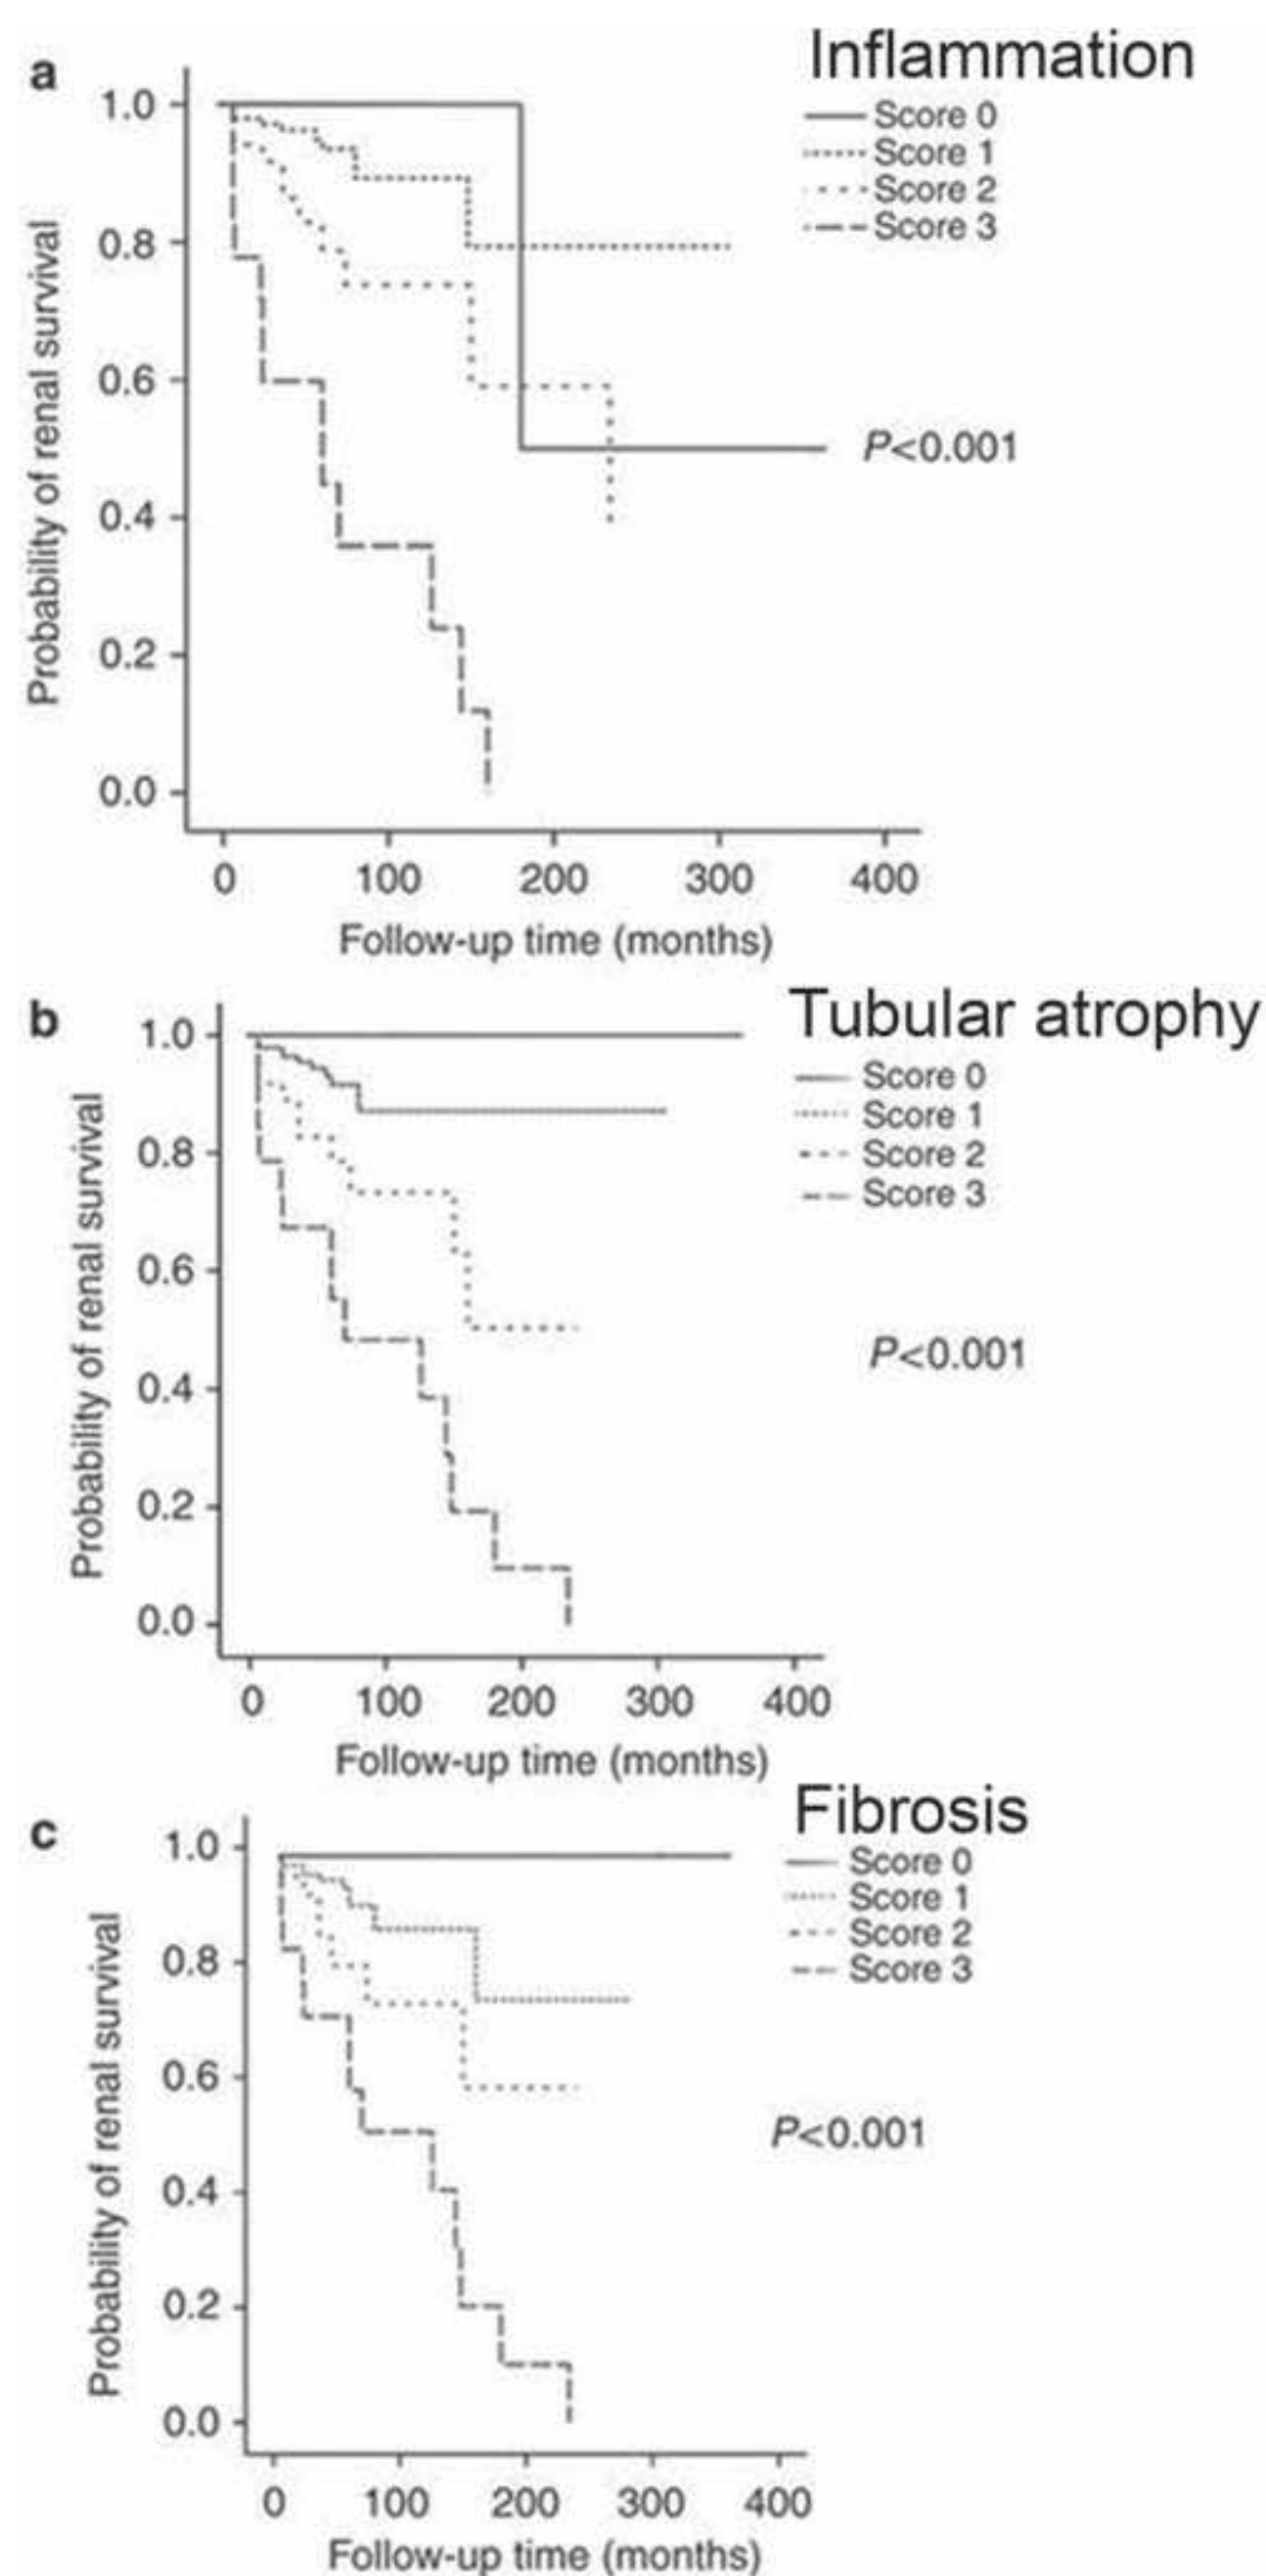 a
Inflammation
Score 0
Score 1
Score 2
Score 3
Probability of renal survival
1.0
0.8
0.6
0.4
0.2
0.0
P<0.001
0 100 200 300 400
Follow-up time (months)
b
Tubular atrophy
Score 0
Score 1
Score 2
Score 3
Probability of renal survival
1.0
0.8
0.6
0.4
0.2
0.0
P<0.001
0 100 200 300 400
Follow-up time (months)
c
Fibrosis
Score 0
Score 1
Score 2
Score 3
Probability of renal survival
1.0
0.8
0.6
0.4
0.2
0.0
P<0.001
0 100 200 300 400
Follow-up time (months)